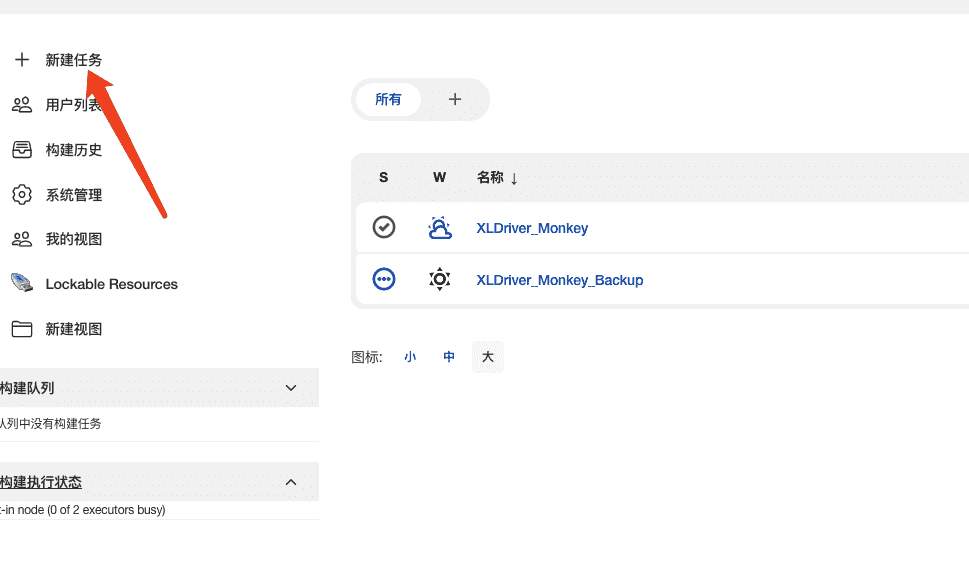 新建任务
用户列表
构建历史
系统管理
我的视图
Lockable Resources
新建视图
构建队列
队列中没有构建任务
构建执行状态
t-in node (0 of 2 executors busy)
所有
S W 名称 ↓
XLDriver_Monkey
XLDriver_Monkey_Backup
图标: 小 中 大